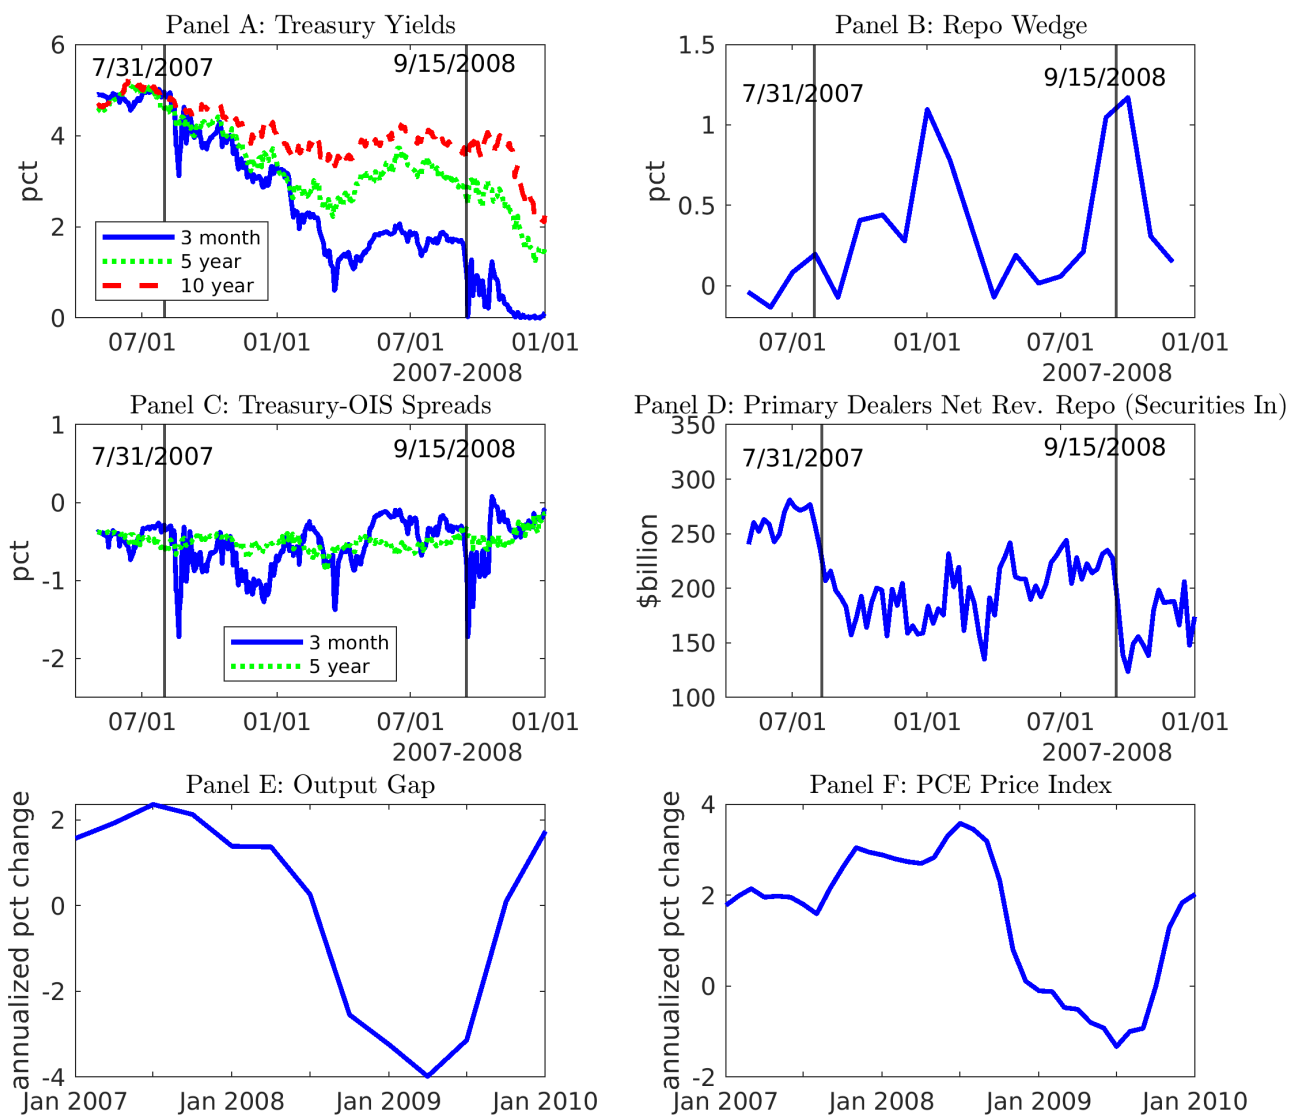 Panel A: Treasury Yields
6
4
2
0
pct
7/31/2007
9/15/2008
3 month
5 year
10 year
07/01
01/01
07/01
01/01
2007-2008
Panel B: Repo Wedge
1.5
1
0.5
0
pct
7/31/2007
9/15/2008
07/01
01/01
07/01
01/01
2007-2008
Panel C: Treasury-OIS Spreads
1
0
-1
-2
pct
7/31/2007
9/15/2008
3 month
5 year
07/01
01/01
07/01
01/01
2007-2008
Panel D: Primary Dealers Net Rev. Repo (Securities In)
350
300
250
200
150
100
$billion
7/31/2007
9/15/2008
07/01
01/01
07/01
01/01
2007-2008
Panel E: Output Gap
2
0
-2
-4
annualized pct change
Jan 2007
Jan 2008
Jan 2009
Jan 2010
Panel F: PCE Price Index
4
2
0
-2
annualized pct change
Jan 2007
Jan 2008
Jan 2009
Jan 2010